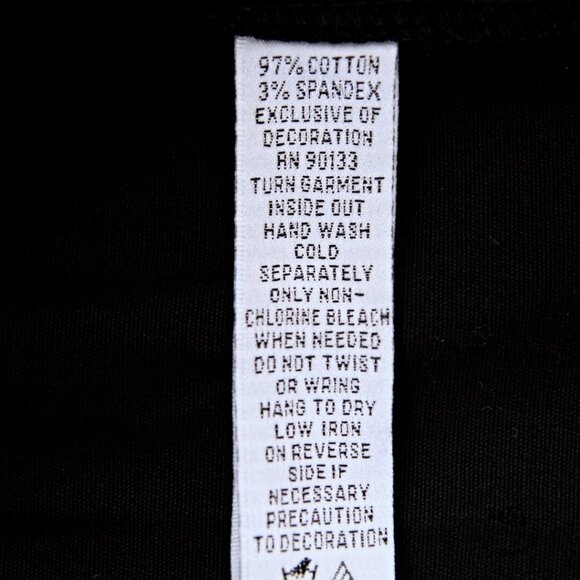 97% COTTON
3% SPANDEX
EXCLUSIVE OF
DECORATION
RN 90133
TURN GARMENT
INSIDE OUT
HAND WASH
COLD
SEPARATELY
ONLY NON-
CHLORINE BLEACH
WHEN NEEDED
DO NOT TWIST
OR WRING
HANG TO DRY
LOW IRON
ON REVERSE
SIDE IF
NECESSARY
PRECAUTION
TO DECORATION